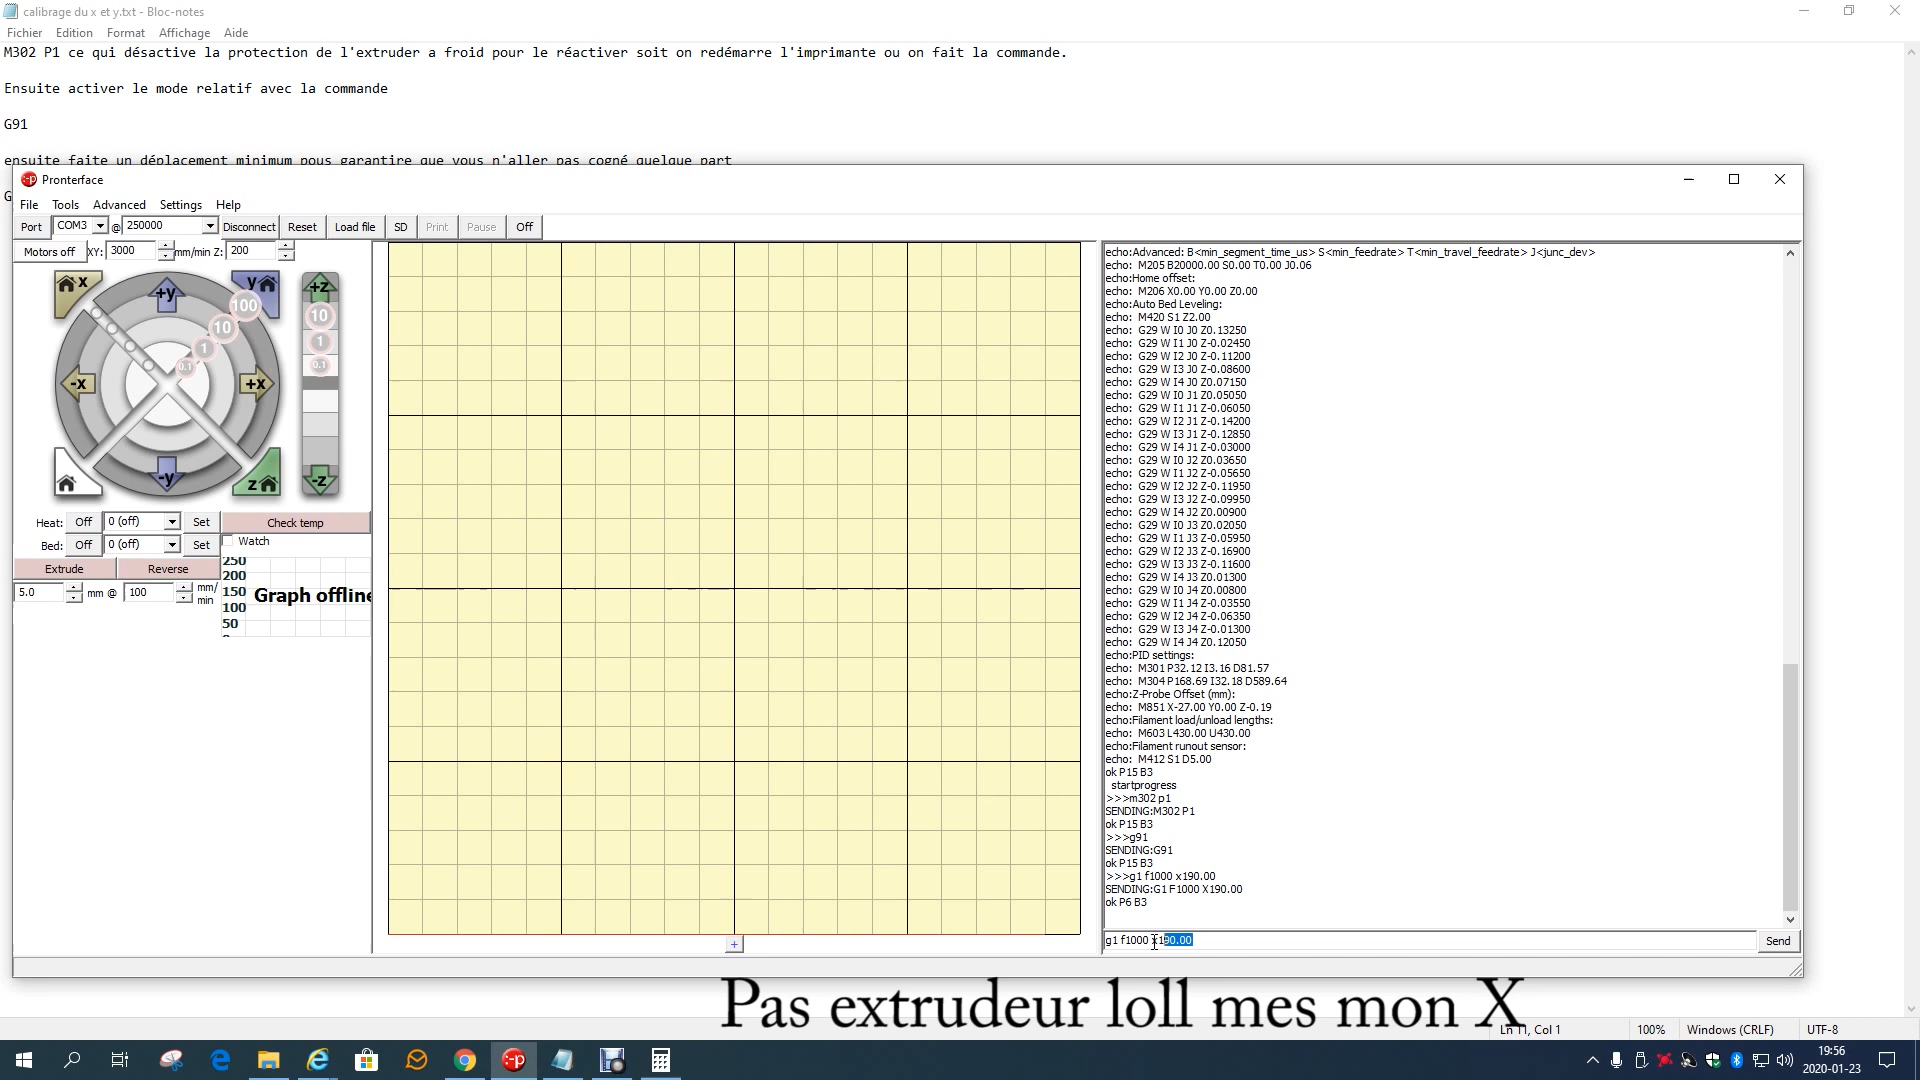 calibrage du x et y.txt - Bloc-notes
Fichier Edition Format Affichage Aide
M302 P1 ce qui désactive la protection de l'extruder a froid pour le réactiver soit on redémarre l'imprimante ou on fait la commande.
Ensuite activer le mode relatif avec la commande
G91
ensuite faite un déplacement minimum pous garantire que vous n'aller pas cogné quelque part
G
Pronterface
File Tools Advanced Settings Help
Port COM3 @ 250000 Disconnect Reset Load file SD Print Pause Off
Motors off XY: 3000 mm/min Z: 200
x +y y 100 10 1 0.1 -x +x -y z
+z 10 1 0.1 -z
Heat: Off 0 (off) Set Check temp
Bed: Off 0 (off) Set Watch
Extrude Reverse
5.0 mm @ 100 mm/ min
250
200
150
100
50
Graph offline
+
echo:Advanced: B<min_segment_time_us> S<min_feedrate> T<min_travel_feedrate> J<junc_dev>
echo: M205 B20000.00 S0.00 T0.00 J0.06
echo:Home offset:
echo: M206 X0.00 Y0.00 Z0.00
echo:Auto Bed Leveling:
echo: M420 S1 Z2.00
echo: G29 W I0 J0 Z0.13250
echo: G29 W I1 J0 Z-0.02450
echo: G29 W I2 J0 Z-0.11200
echo: G29 W I3 J0 Z-0.08600
echo: G29 W I4 J0 Z0.07150
echo: G29 W I0 J1 Z0.05050
echo: G29 W I1 J1 Z-0.06050
echo: G29 W I2 J1 Z-0.14200
echo: G29 W I3 J1 Z-0.12850
echo: G29 W I4 J1 Z-0.03000
echo: G29 W I0 J2 Z0.03650
echo: G29 W I1 J2 Z-0.05650
echo: G29 W I2 J2 Z-0.11950
echo: G29 W I3 J2 Z-0.09950
echo: G29 W I4 J2 Z0.00900
echo: G29 W I0 J3 Z0.02050
echo: G29 W I1 J3 Z-0.05950
echo: G29 W I2 J3 Z-0.16900
echo: G29 W I3 J3 Z-0.11600
echo: G29 W I4 J3 Z0.01300
echo: G29 W I0 J4 Z0.00800
echo: G29 W I1 J4 Z-0.03550
echo: G29 W I2 J4 Z-0.06350
echo: G29 W I3 J4 Z-0.01300
echo: G29 W I4 J4 Z0.12050
echo:PID settings:
echo: M301 P32.12 I3.16 D81.57
echo: M304 P168.69 I32.18 D589.64
echo:Z-Probe Offset (mm):
echo: M851 X-27.00 Y0.00 Z-0.19
echo:Filament load/unload lengths:
echo: M603 L430.00 U430.00
echo:Filament runout sensor:
echo: M412 S1 D5.00
ok P15 B3
startprogress
>>>m302 p1
SENDING:M302 P1
ok P15 B3
>>>g91
SENDING:G91
ok P15 B3
>>>g1 f1000 x190.00
SENDING:G1 F1000 X190.00
ok P6 B3
g1 f1000 x190.00 Send
Pas extrudeur loll mes mon X
Ln 11, Col 1 100% Windows (CRLF) UTF-8
19:56
2020-01-23